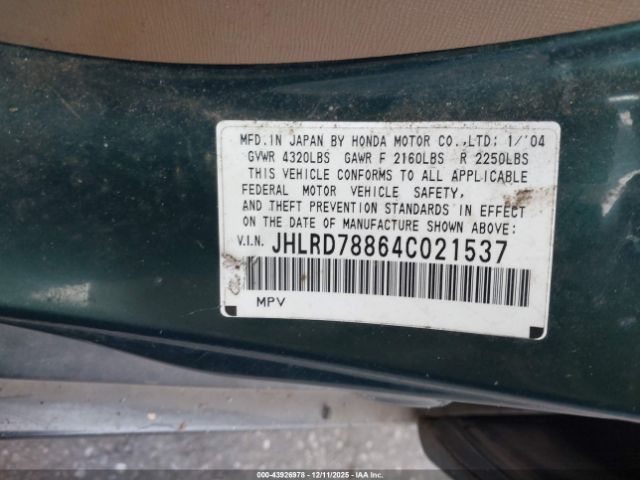 MFD.IN JAPAN BY HONDA MOTOR CO.,LTD: 1/'04
GVWR 4320LBS GAWR F 2160LBS R 2250LBS
THIS VEHICLE CONFORMS TO ALL APPLICABLE
FEDERAL MOTOR VEHICLE SAFETY,
AND THEFT PREVENTION STANDARDS IN EFFECT
ON THE DATE OF MANUFACTURE SHOWN ABOVE:
V.I.N. JHLRD78864C021537
MPV
000-43926978 - 12/11/2025 - IAAI.COM